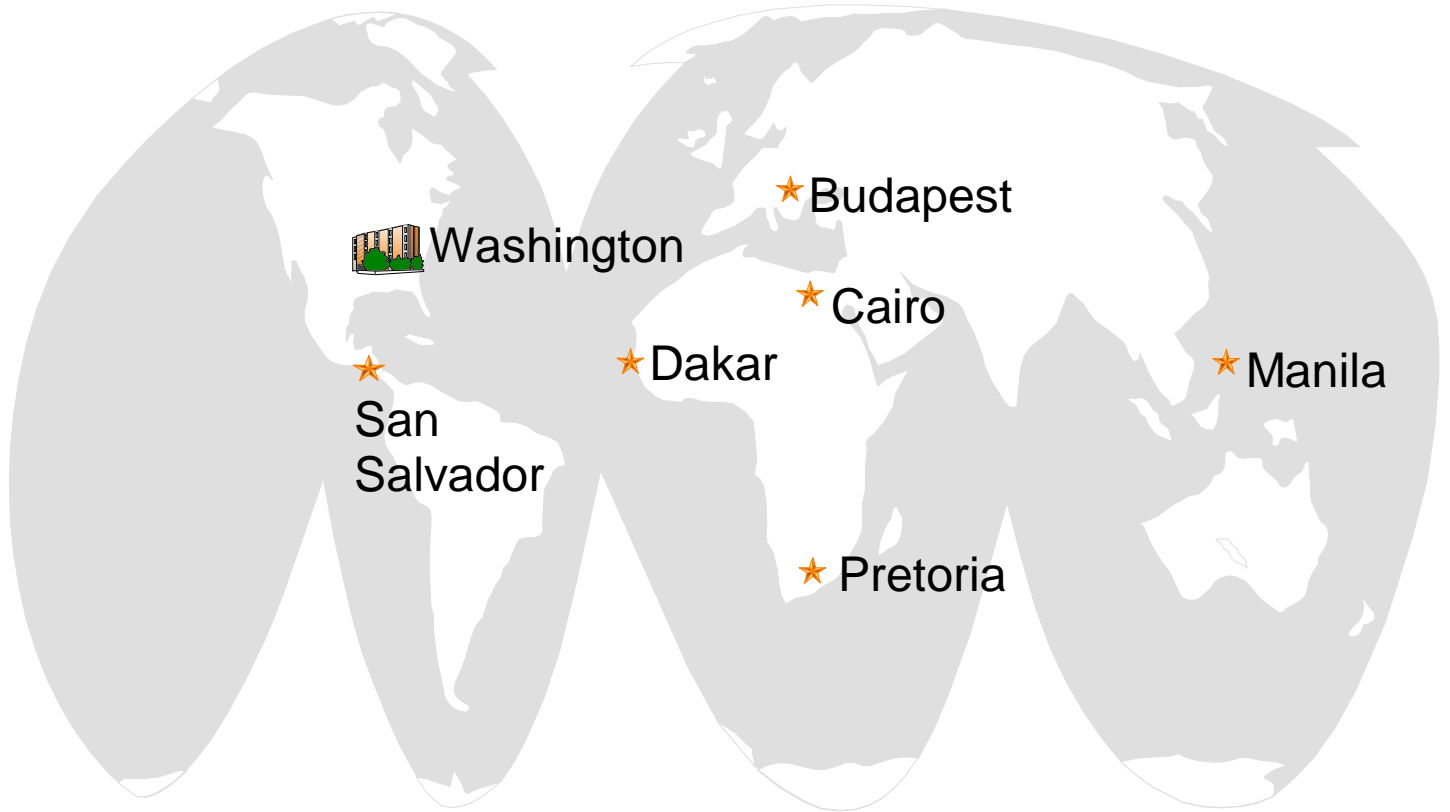 Budapest
Washington
Cairo
Dakar
Manila
San
Salvador
Pretoria